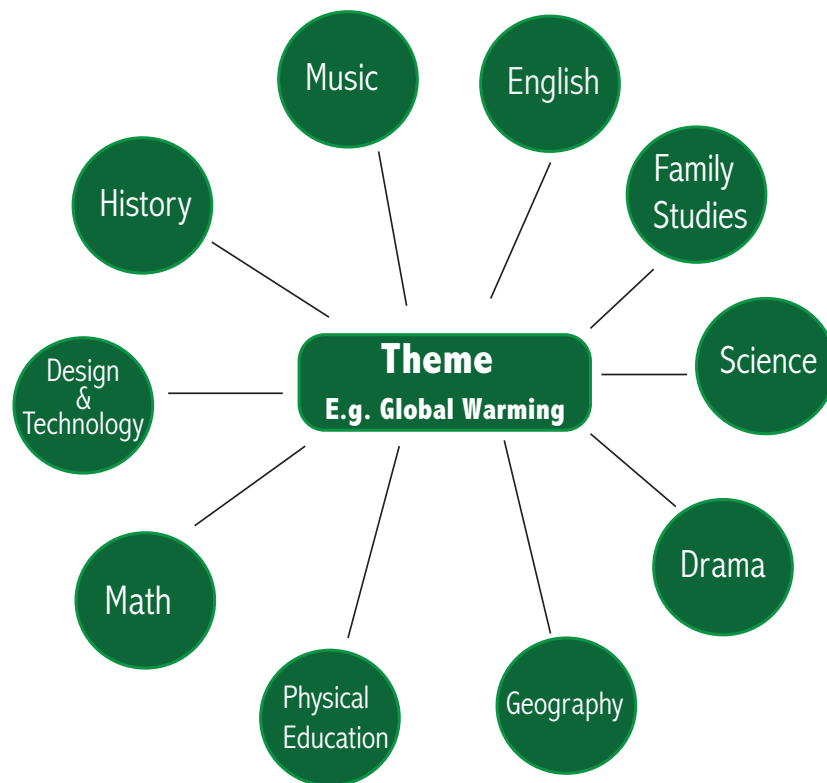 Music
English
Family
Studies
History
Theme
E.g. Global Warming
Science
Design
&
Technology
Drama
Math
Physical
Education
Geography